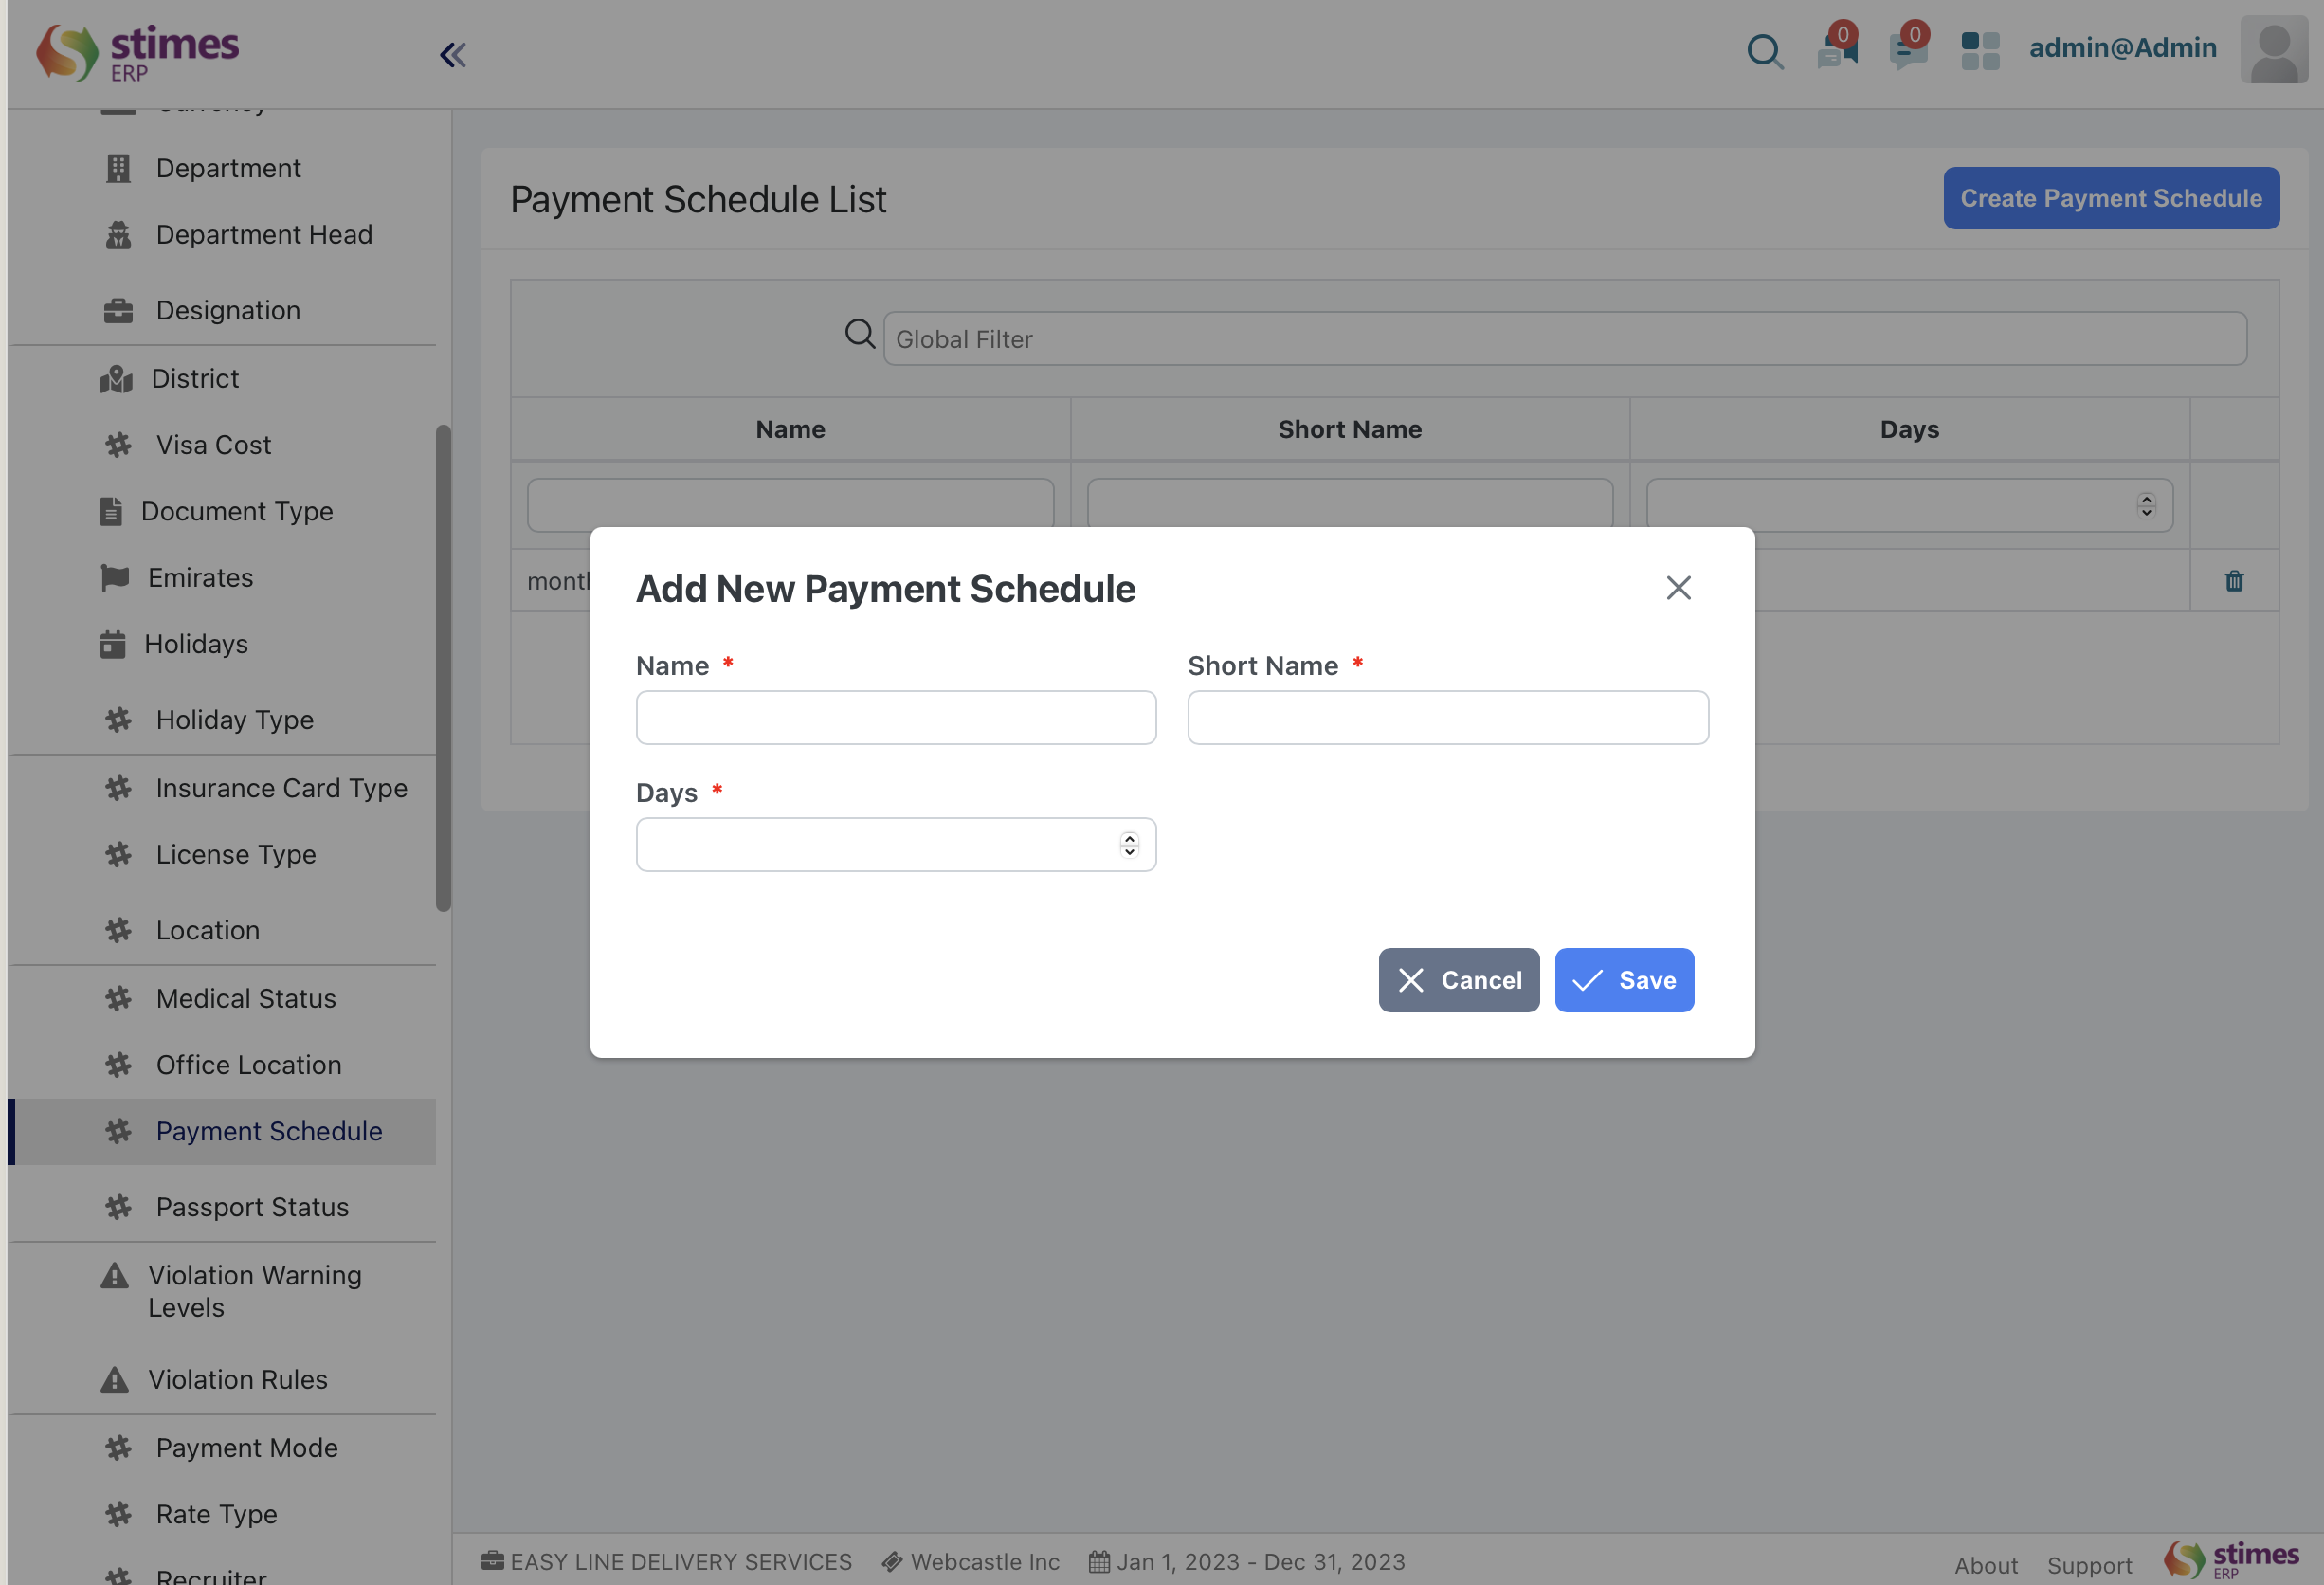 stimes
ERP
0
0
admin@Admin
Currency
Department
Department Head
Designation
District
Visa Cost
Document Type
Emirates
Holidays
Holiday Type
Insurance Card Type
License Type
Location
Medical Status
Office Location
Payment Schedule
Passport Status
Violation Warning
Levels
Violation Rules
Payment Mode
Rate Type
Recruiter
Payment Schedule List
Create Payment Schedule
Global Filter
Name Short Name Days
Add New Payment Schedule
Name *
Short Name *
Days *
Cancel
Save
EASY LINE DELIVERY SERVICES Webcastle Inc Jan 1, 2023 - Dec 31, 2023
About Support stimes
ERP